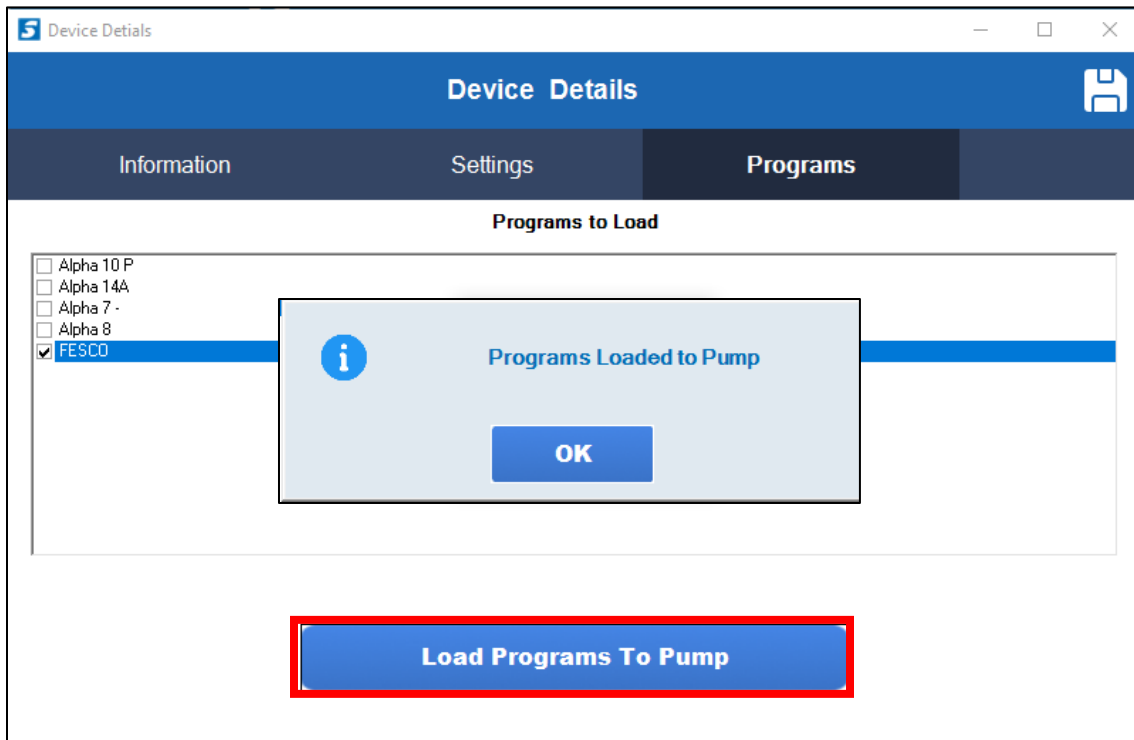 Device Detials
Device Details
Information Settings Programs
Programs to Load
Alpha 10 P
Alpha 14A
Alpha 7 -
Alpha 8
FESCO
Programs Loaded to Pump
OK
Load Programs To Pump